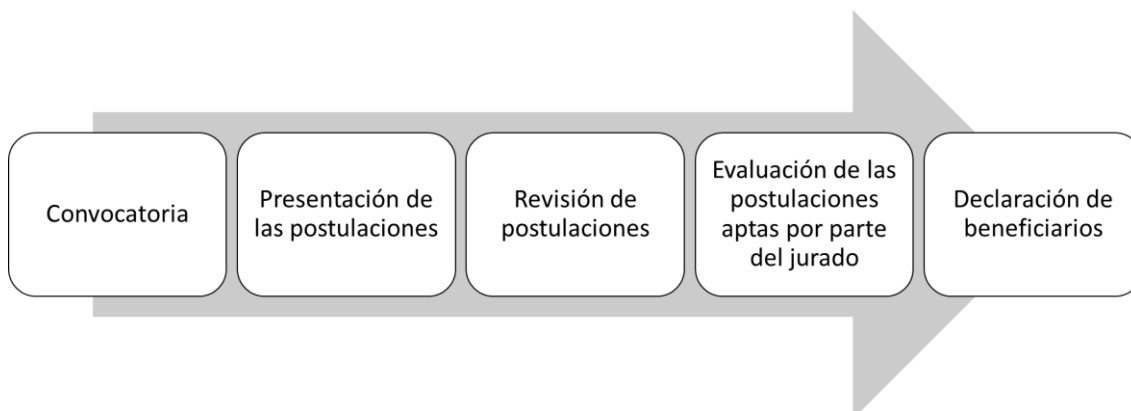 Convocatoria
Presentación de
las postulaciones
Revisión de
postulaciones
Evaluación de las
postulaciones
aptas por parte
del jurado
Declaración de
beneficiarios